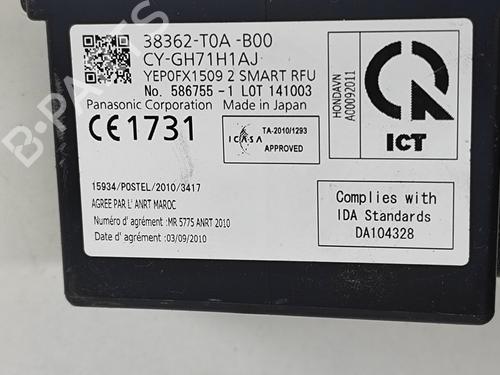 38362-T0A -B00
CY-GH71H1AJ
YEP0FX1509 2 SMART RFU
No. 586755-1 LOT 141003
Panasonic Corporation Made in Japan
CE1731
ICASA
TA-2010/1293
APPROVED
HONDAVN
A00092011
ICT
15934/POSTEL/2010/3417
AGREE PAR L'ANRT MAROC
Numéro d'agrément : MR 5775 ANRT 2010
Date d'agrément : 03/09/2010
Complies with
IDA Standards
DA104328